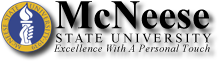 McNeese
STATE UNIVERSITY
Excellence With A Personal Touch